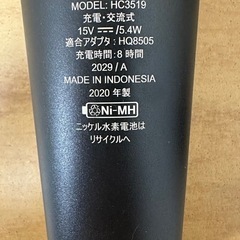 MODEL: HC3519
充電・交流式
15V ⎓/5.4W
適合アダプタ : HQ8505
充電時間 : 8 時間
2029 / A
MADE IN INDONESIA
2020 年製
Ni-MH
ニッケル水素電池は
リサイクルへ